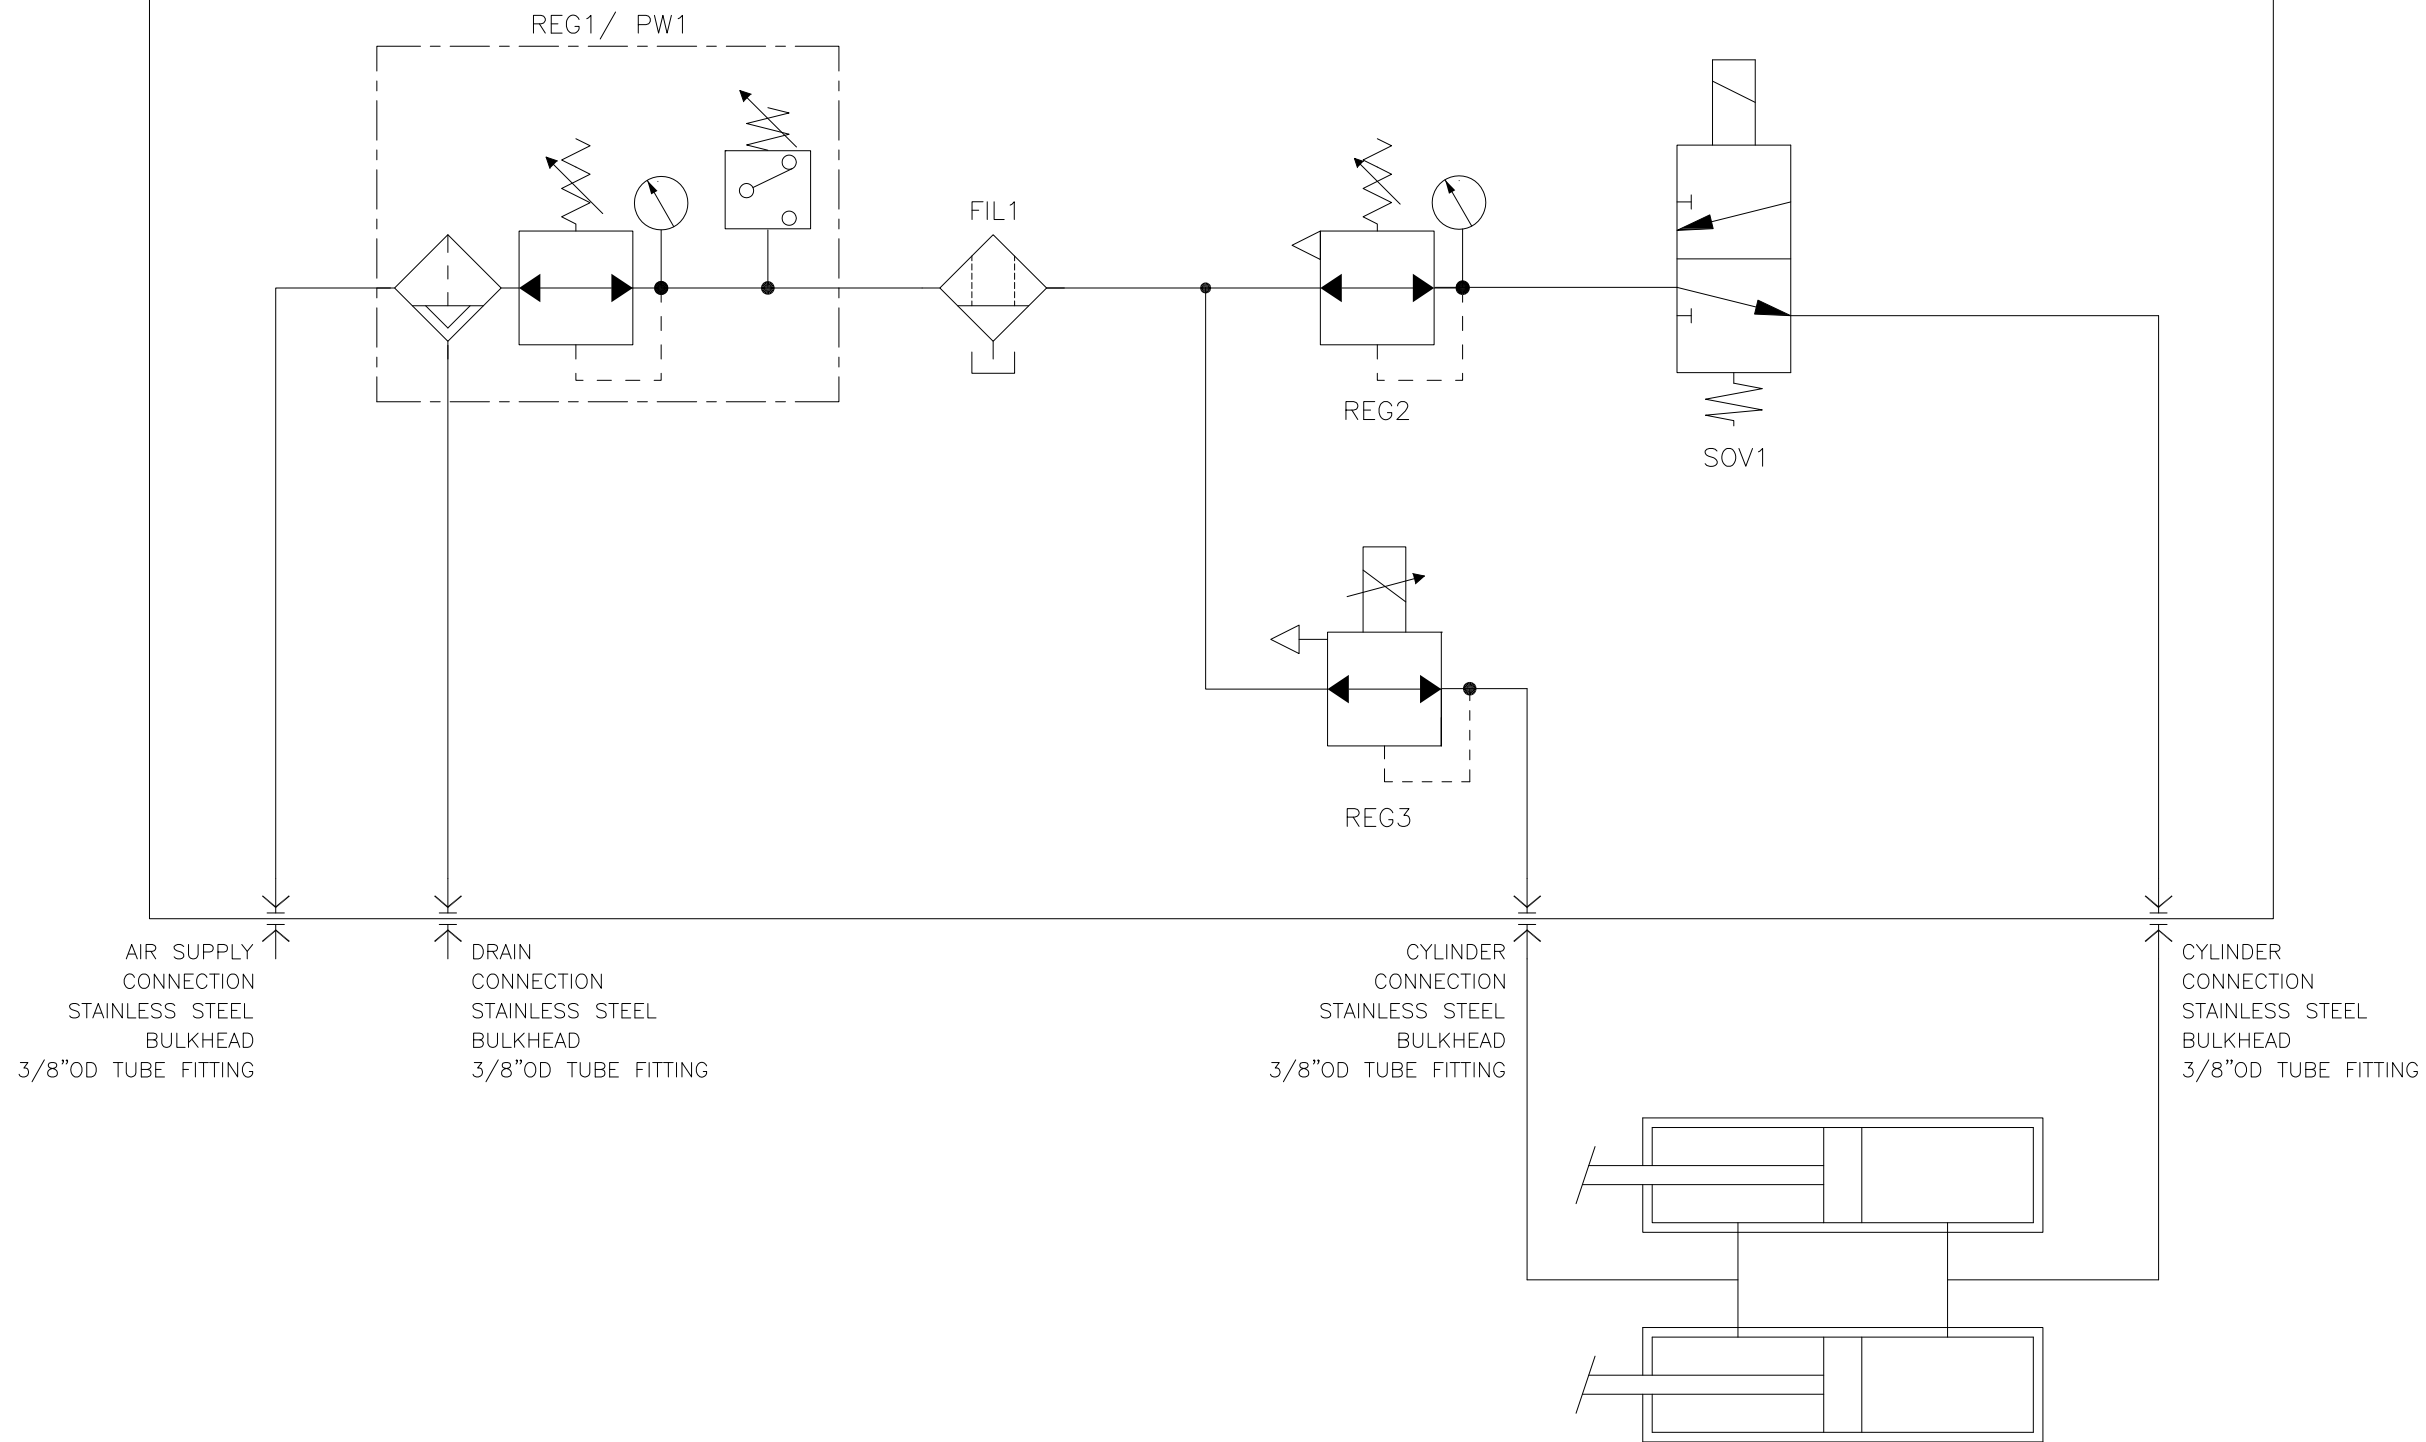 REG1/ PW1
FIL1
REG2
SOV1
REG3
AIR SUPPLY
CONNECTION
STAINLESS STEEL
BULKHEAD
3/8”OD TUBE FITTING
DRAIN
CONNECTION
STAINLESS STEEL
BULKHEAD
3/8”OD TUBE FITTING
CYLINDER
CONNECTION
STAINLESS STEEL
BULKHEAD
3/8”OD TUBE FITTING
CYLINDER
CONNECTION
STAINLESS STEEL
BULKHEAD
3/8”OD TUBE FITTING